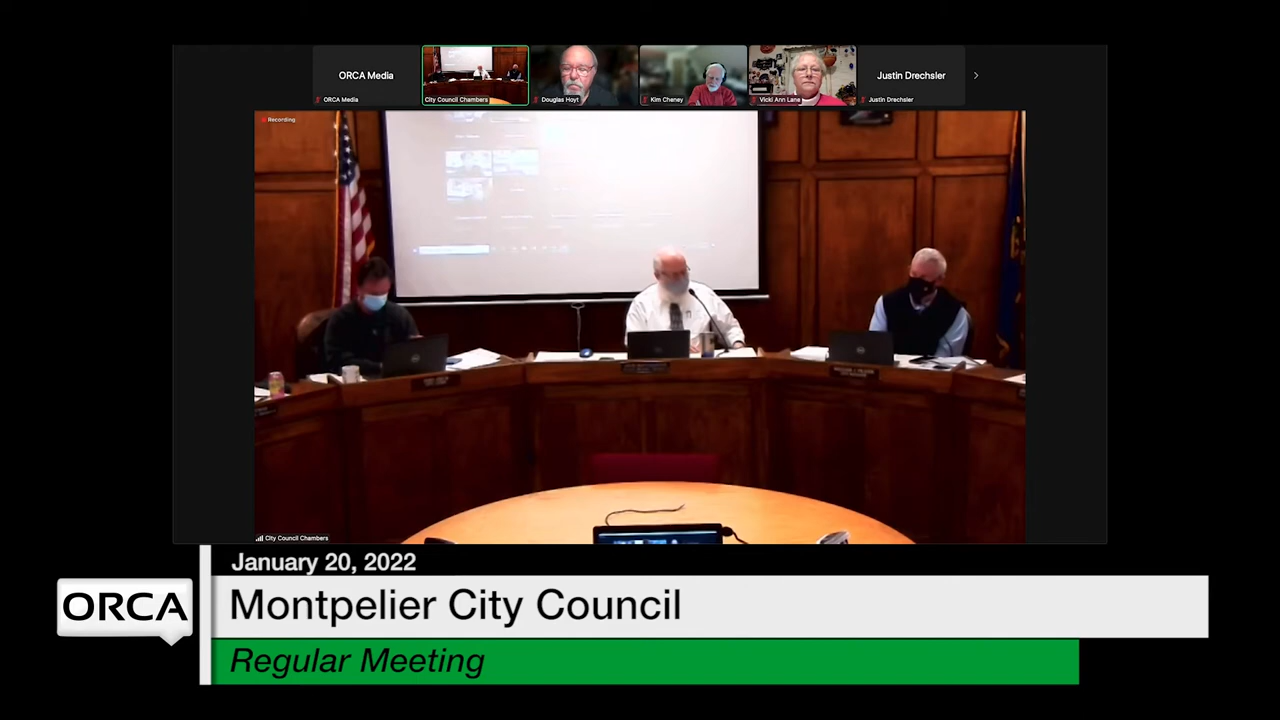 ORCA Media
Justin Drechsler
ORCA Media
City Council Chambers
Douglas Hoyt
Kim Cheney
Vicki Ann Lane
Justin Drechsler
Recording
City Council Chambers
January 20, 2022
ORCA
Montpelier City Council
Regular Meeting